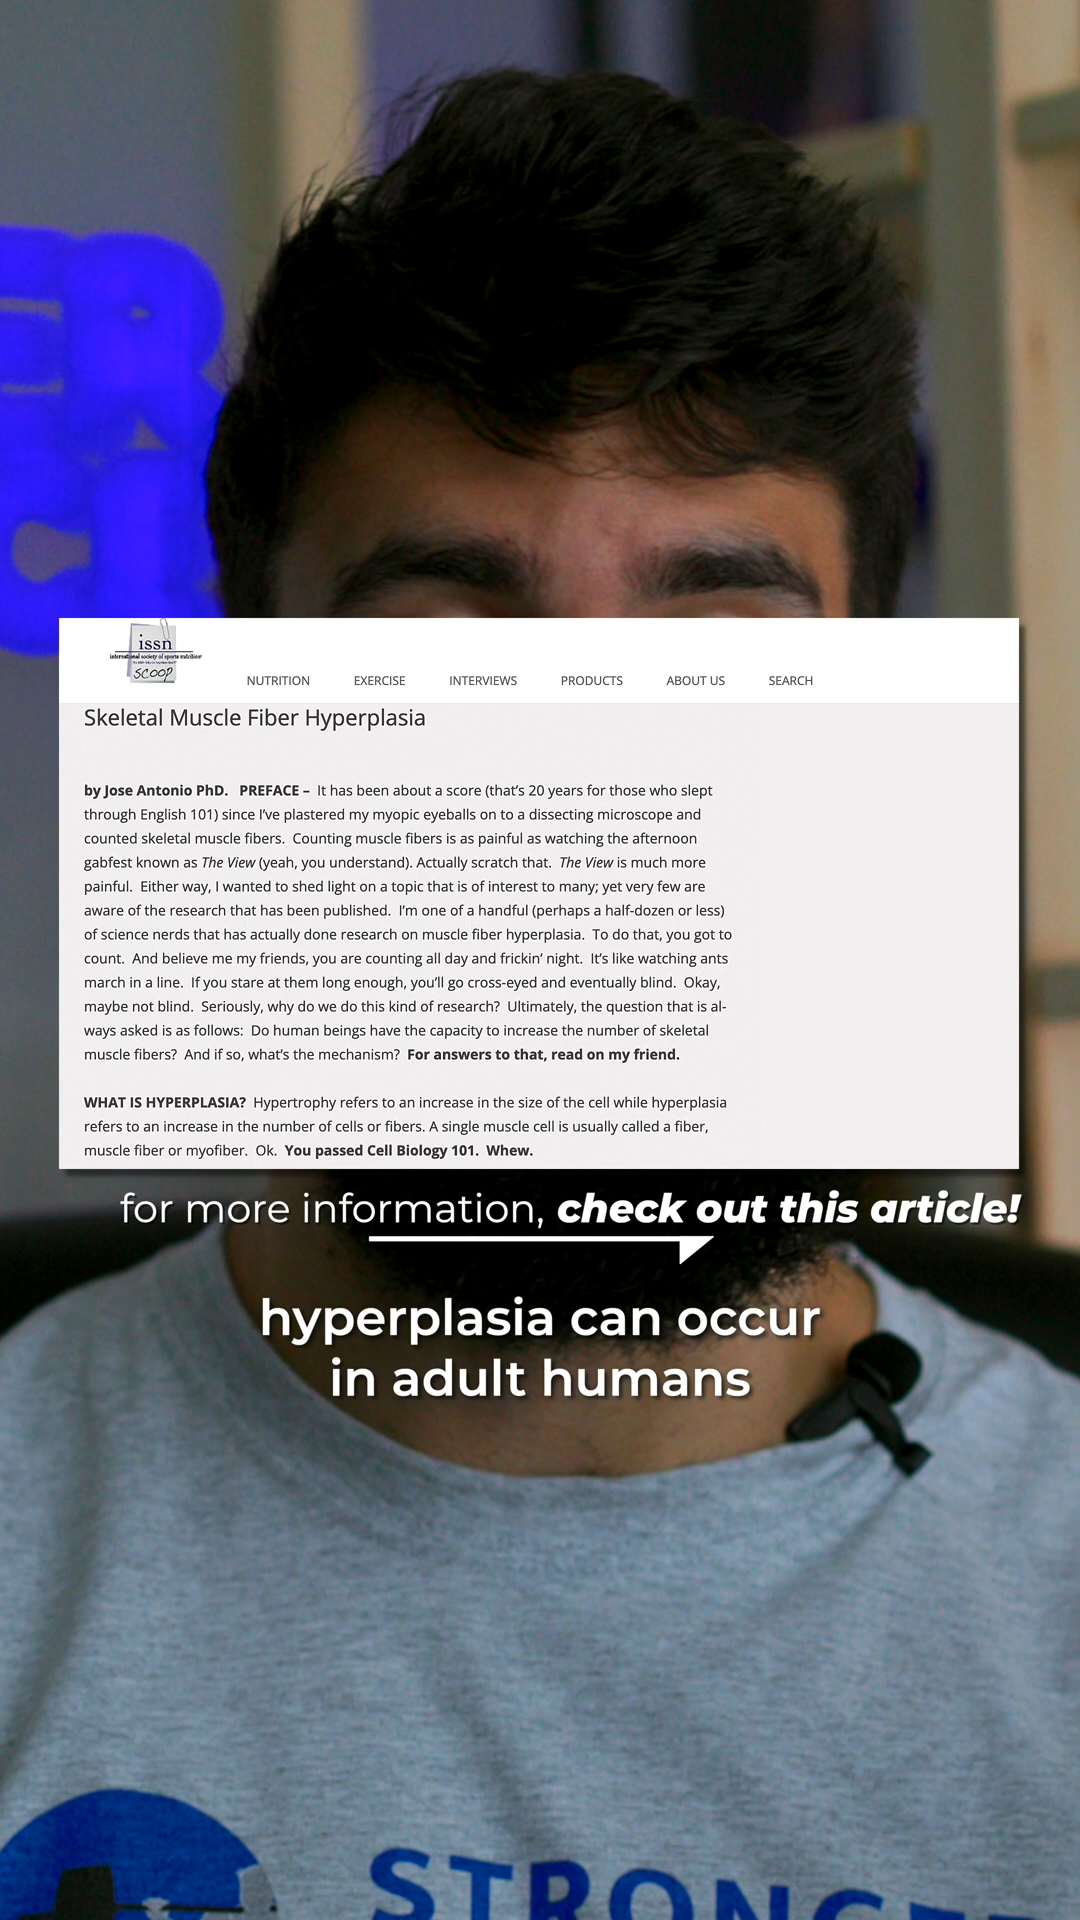 ER
issn
international society of sports nutrition
SCOOP
NUTRITION EXERCISE INTERVIEWS PRODUCTS ABOUT US SEARCH
Skeletal Muscle Fiber Hyperplasia
by Jose Antonio PhD.   PREFACE –  It has been about a score (that’s 20 years for those who slept
through English 101) since I’ve plastered my myopic eyeballs on to a dissecting microscope and
counted skeletal muscle fibers.  Counting muscle fibers is as painful as watching the afternoon
gabfest known as The View (yeah, you understand). Actually scratch that.  The View is much more
painful.  Either way, I wanted to shed light on a topic that is of interest to many; yet very few are
aware of the research that has been published.  I’m one of a handful (perhaps a half-dozen or less)
of science nerds that has actually done research on muscle fiber hyperplasia.  To do that, you got to
count.  And believe me my friends, you are counting all day and frickin’ night.  It’s like watching ants
march in a line.  If you stare at them long enough, you’ll go cross-eyed and eventually blind.  Okay,
maybe not blind.  Seriously, why do we do this kind of research?  Ultimately, the question that is al-
ways asked is as follows:  Do human beings have the capacity to increase the number of skeletal
muscle fibers?  And if so, what’s the mechanism?  For answers to that, read on my friend.
WHAT IS HYPERPLASIA?  Hypertrophy refers to an increase in the size of the cell while hyperplasia
refers to an increase in the number of cells or fibers. A single muscle cell is usually called a fiber,
muscle fiber or myofiber.  Ok.  You passed Cell Biology 101.  Whew.
for more information, check out this article!
hyperplasia can occur
in adult humans
STRONGER